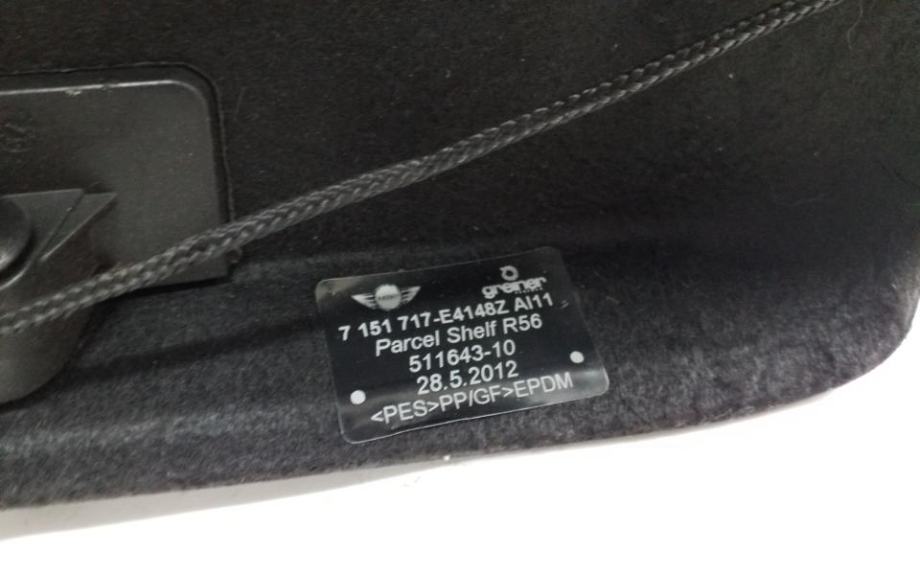 greiner
7 151 717-E4148Z AI11
Parcel Shelf R56
511643-10
28.5.2012
<PES>PP/GF>EPDM